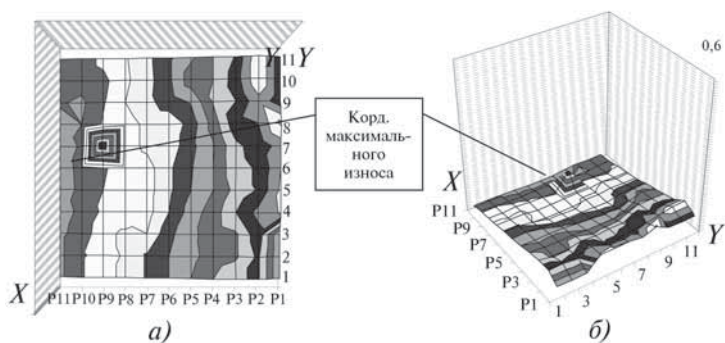 Y Y
11
10
9
8
7
6
5
4
3
2
1
X
P11 P10 P9 P8 P7 P6 P5 P4 P3 P2 P1
а)
Корд.
максималь-
ного
износа
0,6
X
P11
P9
P7
P5
P3
P1
1 3 5 7 9 11
Y
б)